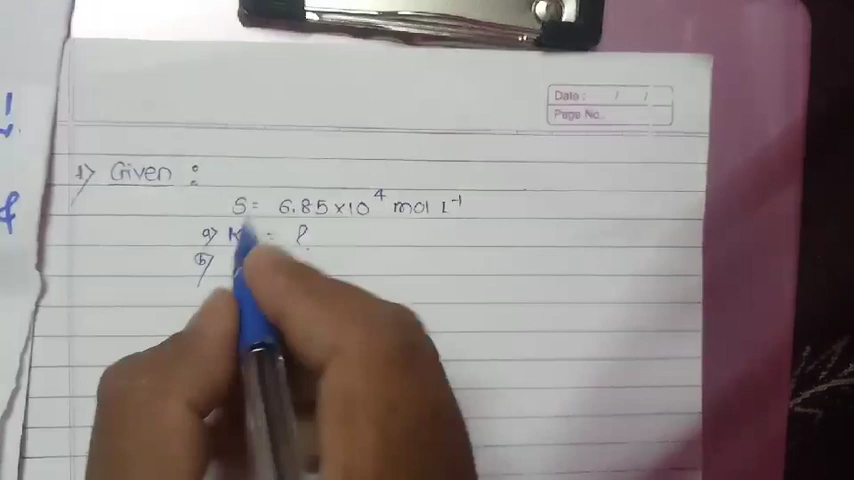 Date : / /
Page No.
1) Given :
S = 6.85×10⁴ mol L⁻¹
a) K = ?
b)